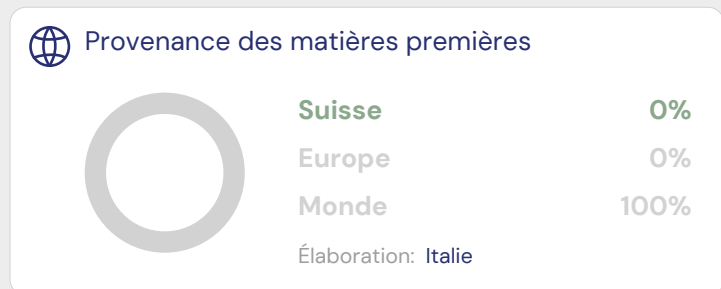 Provenance des matières premières
Suisse 0%
Europe 0%
Monde 100%
Élaboration: Italie